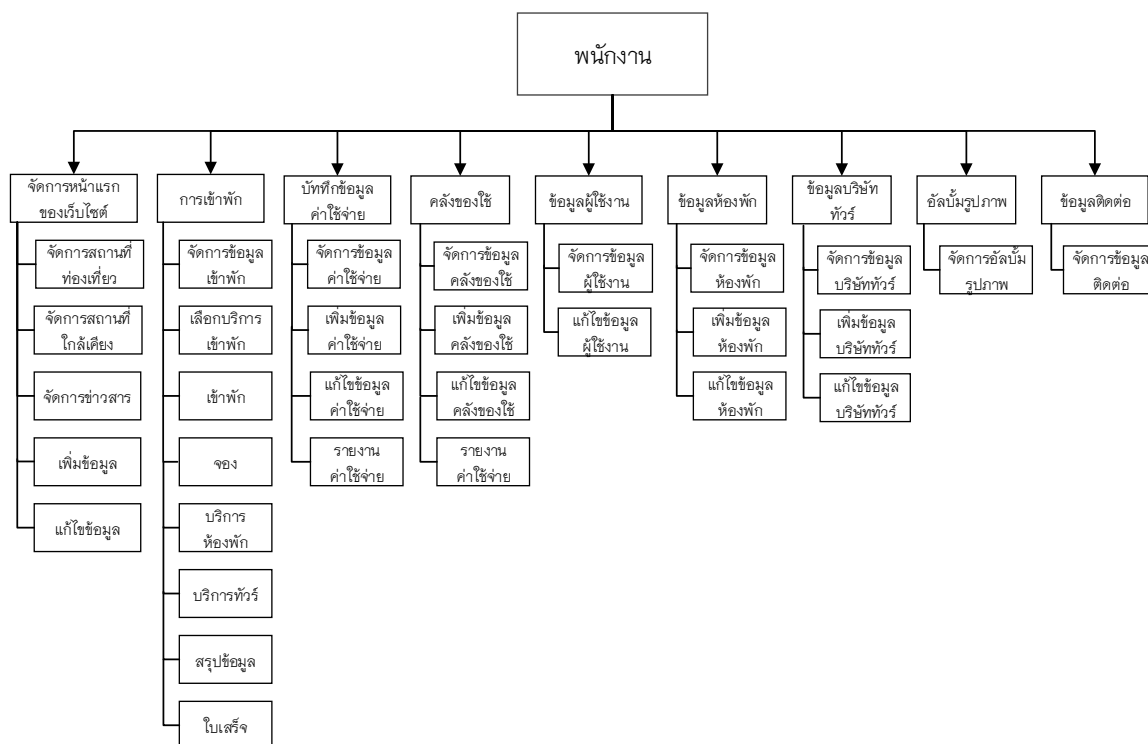 พนักงาน
จัดการหน้าแรก
ของเว็บไซต์
จัดการสถานที่
ท่องเที่ยว
จัดการสถานที่
ใกล้เคียง
จัดการข่าวสาร
เพิ่มข้อมูล
แก้ไขข้อมูล
การเข้าพัก
จัดการข้อมูล
เข้าพัก
เลือกบริการ
เข้าพัก
เข้าพัก
จอง
บริการ
ห้องพัก
บริการทัวร์
สรุปข้อมูล
ใบเสร็จ
บัททึกข้อมูล
ค่าใช้จ่าย
จัดการข้อมูล
ค่าใช้จ่าย
เพิ่มข้อมูล
ค่าใช้จ่าย
แก้ไขข้อมูล
ค่าใช้จ่าย
รายงาน
ค่าใช้จ่าย
คลังของใช้
จัดการข้อมูล
คลังของใช้
เพิ่มข้อมูล
คลังของใช้
แก้ไขข้อมูล
คลังของใช้
รายงาน
ค่าใช้จ่าย
ข้อมูลผู้ใช้งาน
จัดการข้อมูล
ผู้ใช้งาน
แก้ไขข้อมูล
ผู้ใช้งาน
ข้อมูลห้องพัก
จัดการข้อมูล
ห้องพัก
เพิ่มข้อมูล
ห้องพัก
แก้ไขข้อมูล
ห้องพัก
ข้อมูลบริษัท
ทัวร์
จัดการข้อมูล
บริษัททัวร์
เพิ่มข้อมูล
บริษัททัวร์
แก้ไขข้อมูล
บริษัททัวร์
อัลบั้มรูปภาพ
จัดการอัลบั้ม
รูปภาพ
ข้อมูลติดต่อ
จัดการข้อมูล
ติดต่อ